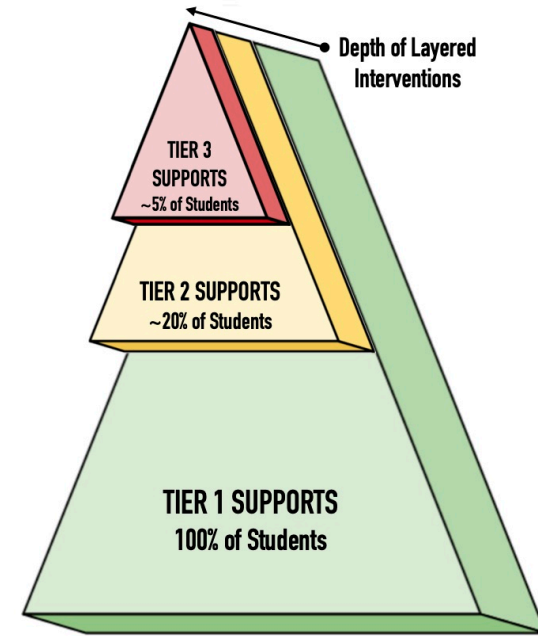 Depth of Layered
Interventions
TIER 3
SUPPORTS
~5% of Students
TIER 2 SUPPORTS
~20% of Students
TIER 1 SUPPORTS
100% of Students